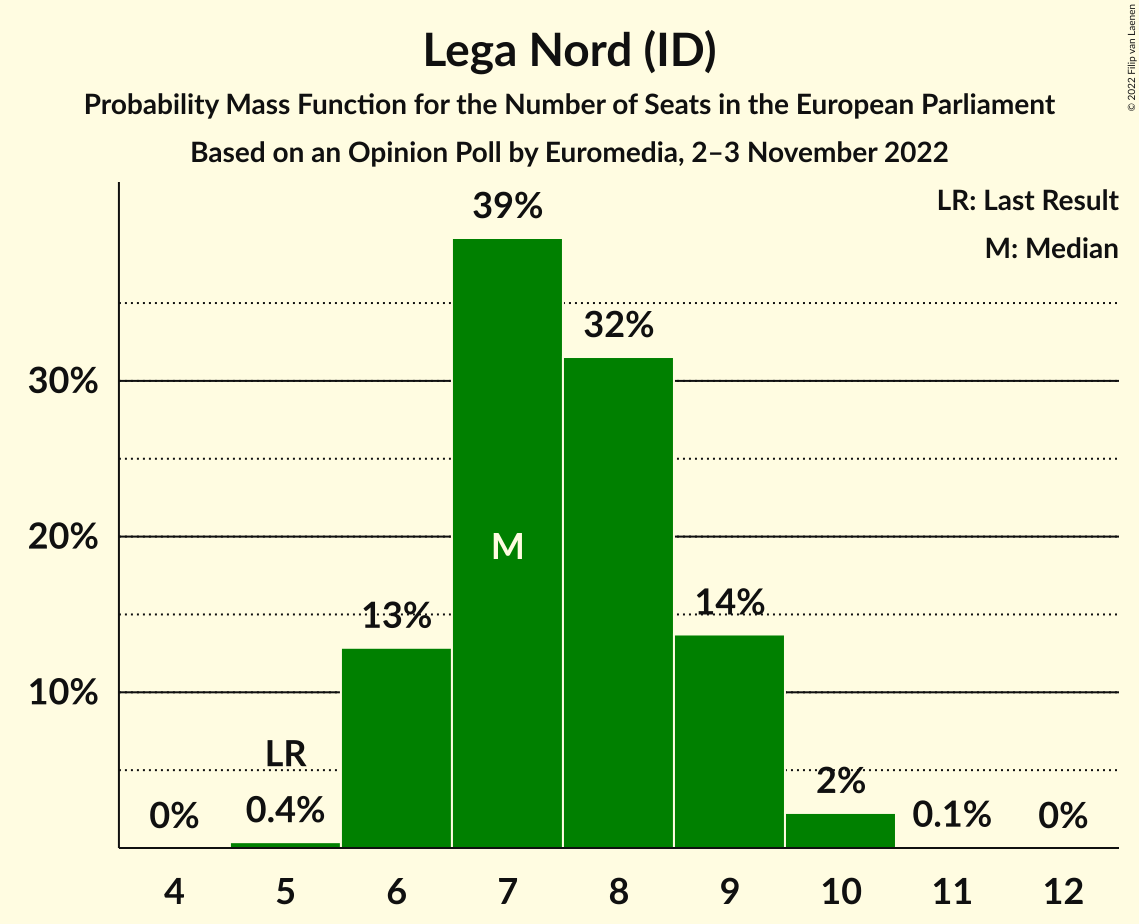 Lega Nord (ID)
Probability Mass Function for the Number of Seats in the European Parliament
Based on an Opinion Poll by Euromedia, 2–3 November 2022
© 2022 Filip van Laenen
LR: Last Result
M: Median
39%
32%
30%
20%
M
14%
13%
10%
LR
2%
0%
0.4%
0.1%
0%
4 5 6 7 8 9 10 11 12